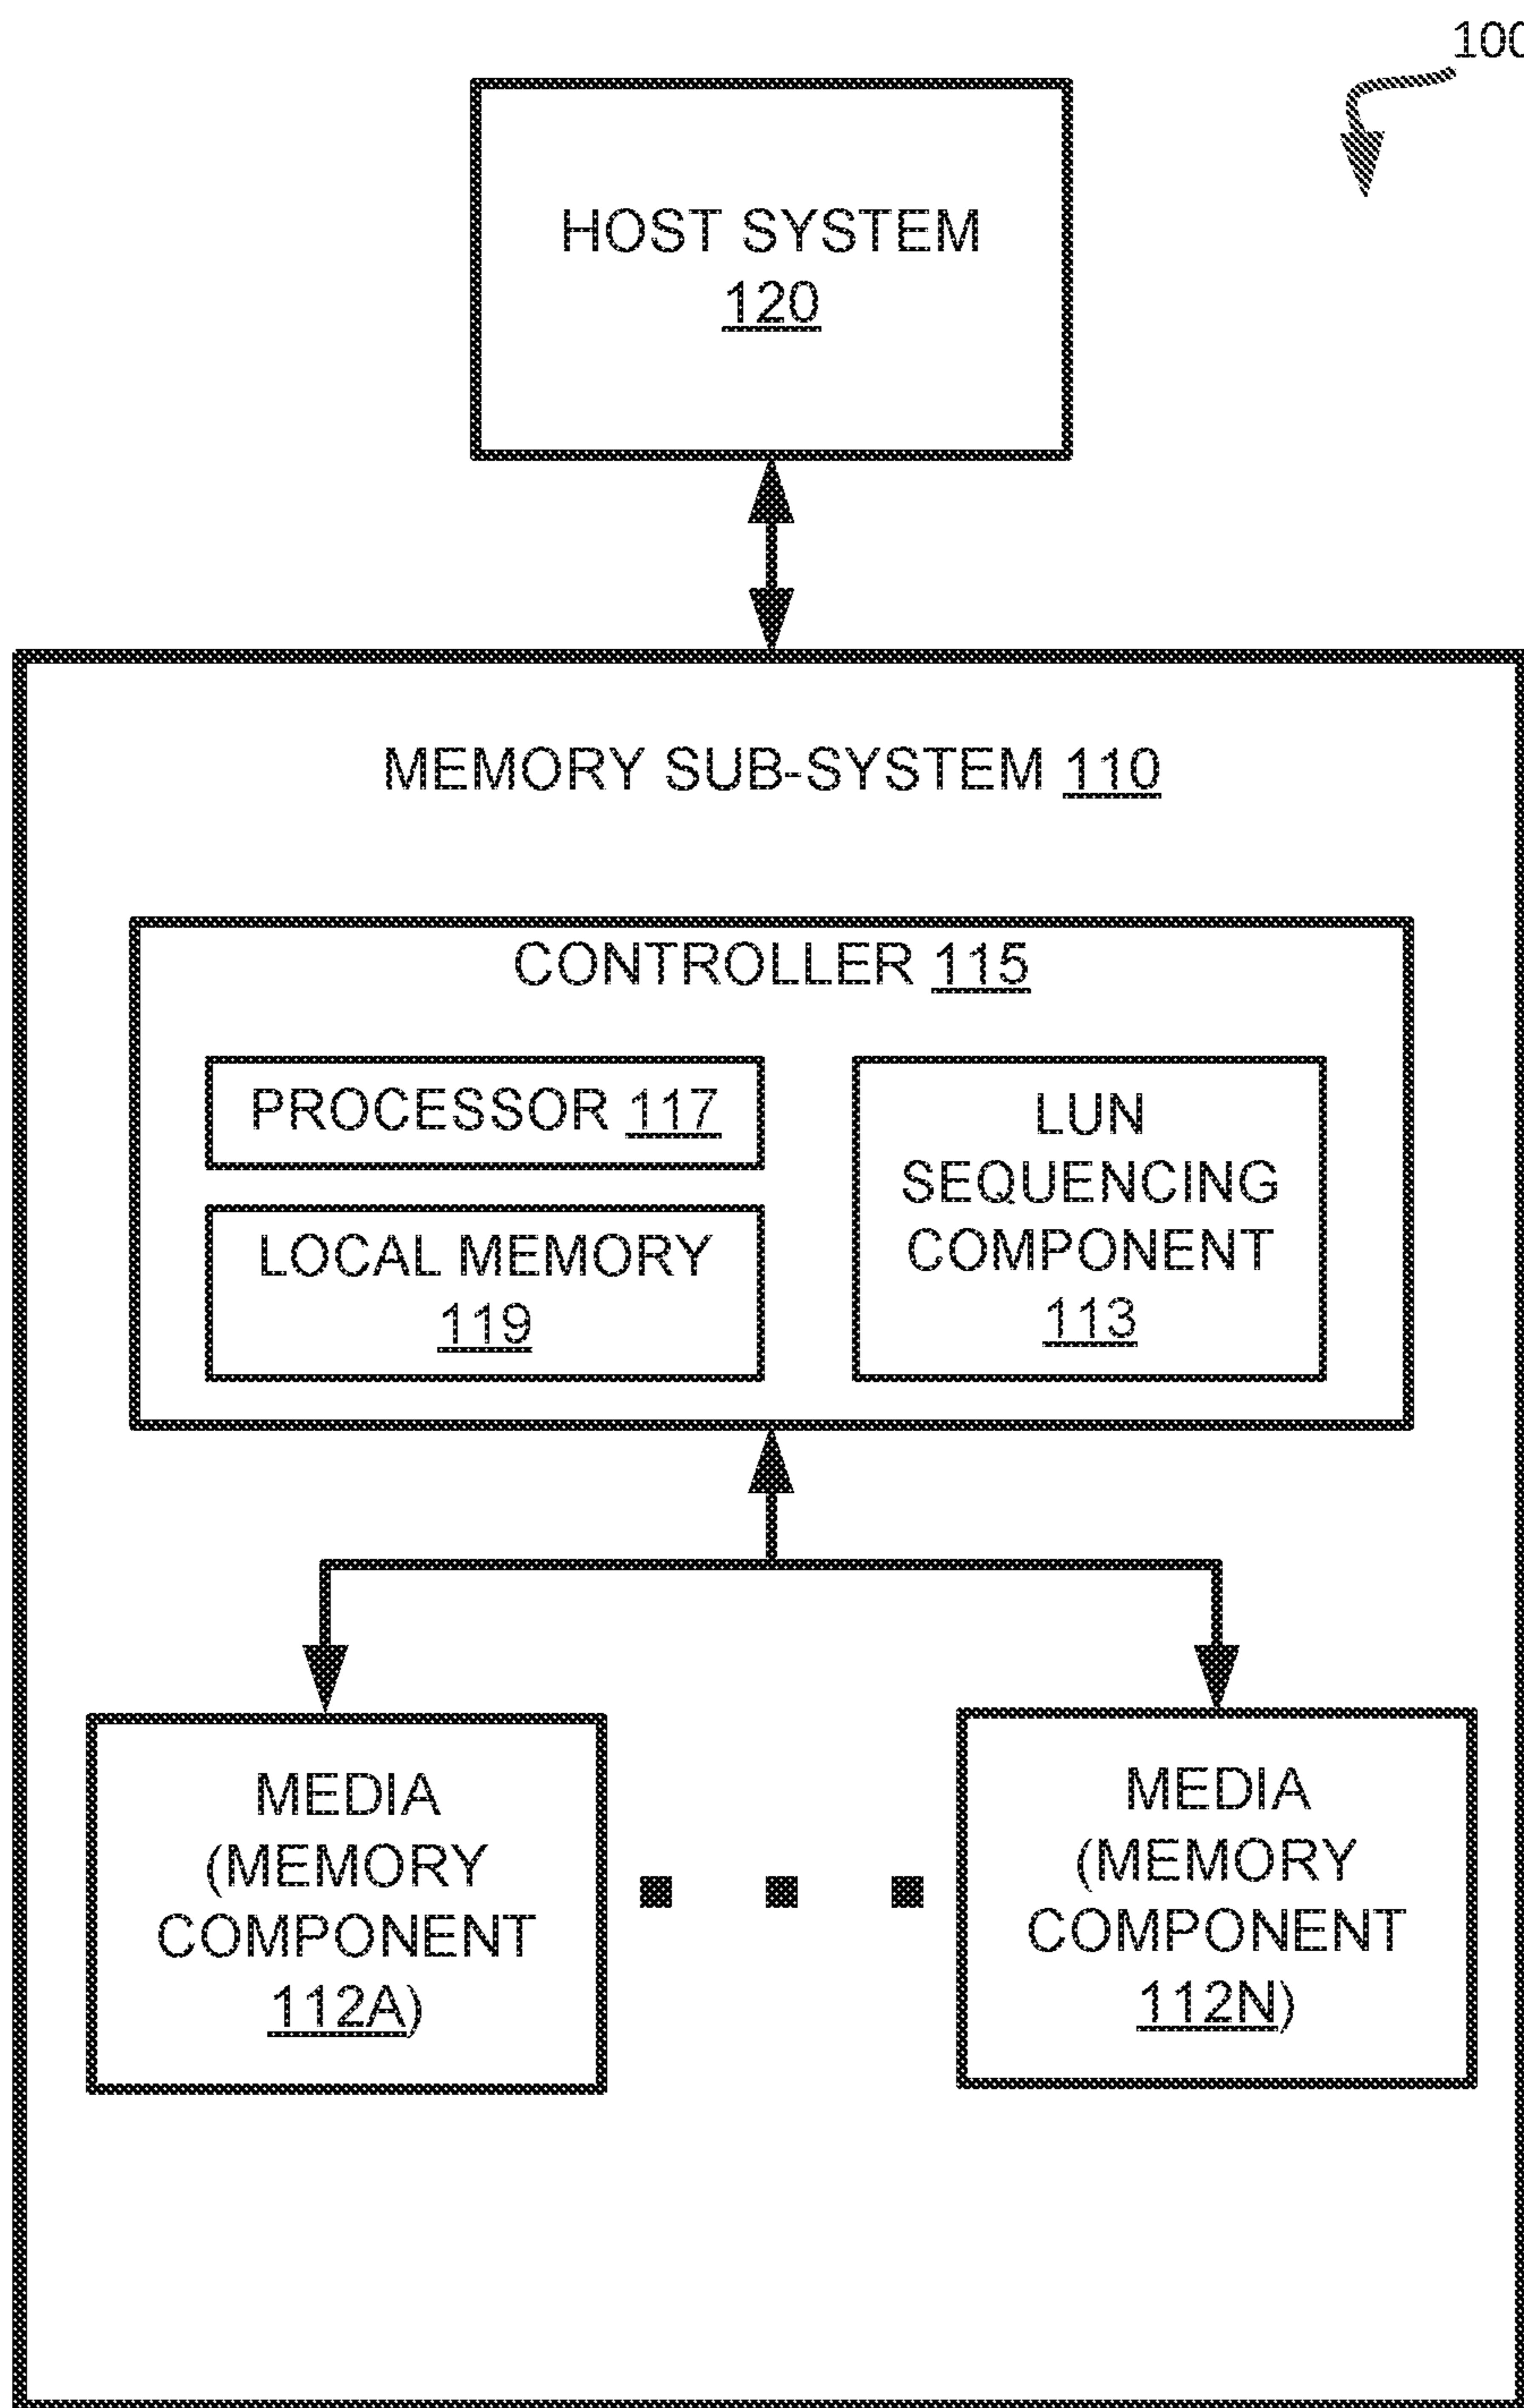 100
HOST SYSTEM
120
MEMORY SUB-SYSTEM 110
CONTROLLER 115
PROCESSOR 117
LOCAL MEMORY
119
LUN
SEQUENCING
COMPONENT
113
MEDIA
(MEMORY
COMPONENT
112A)
MEDIA
(MEMORY
COMPONENT
112N)